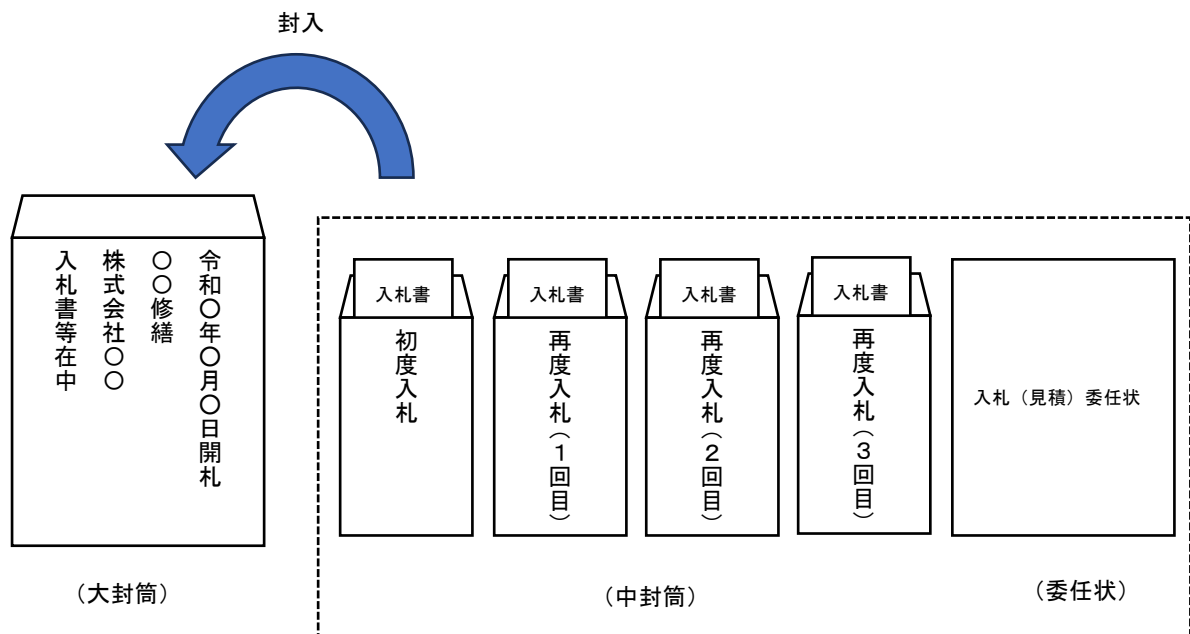 封入
令和〇年〇月〇日開札
〇〇修繕
株式会社〇〇
入札書等在中
(大封筒)
入札書
初度入札
入札書
再度入札(1回目)
入札書
再度入札(2回目)
入札書
再度入札(3回目)
(中封筒)
入札(見積)委任状
(委任状)